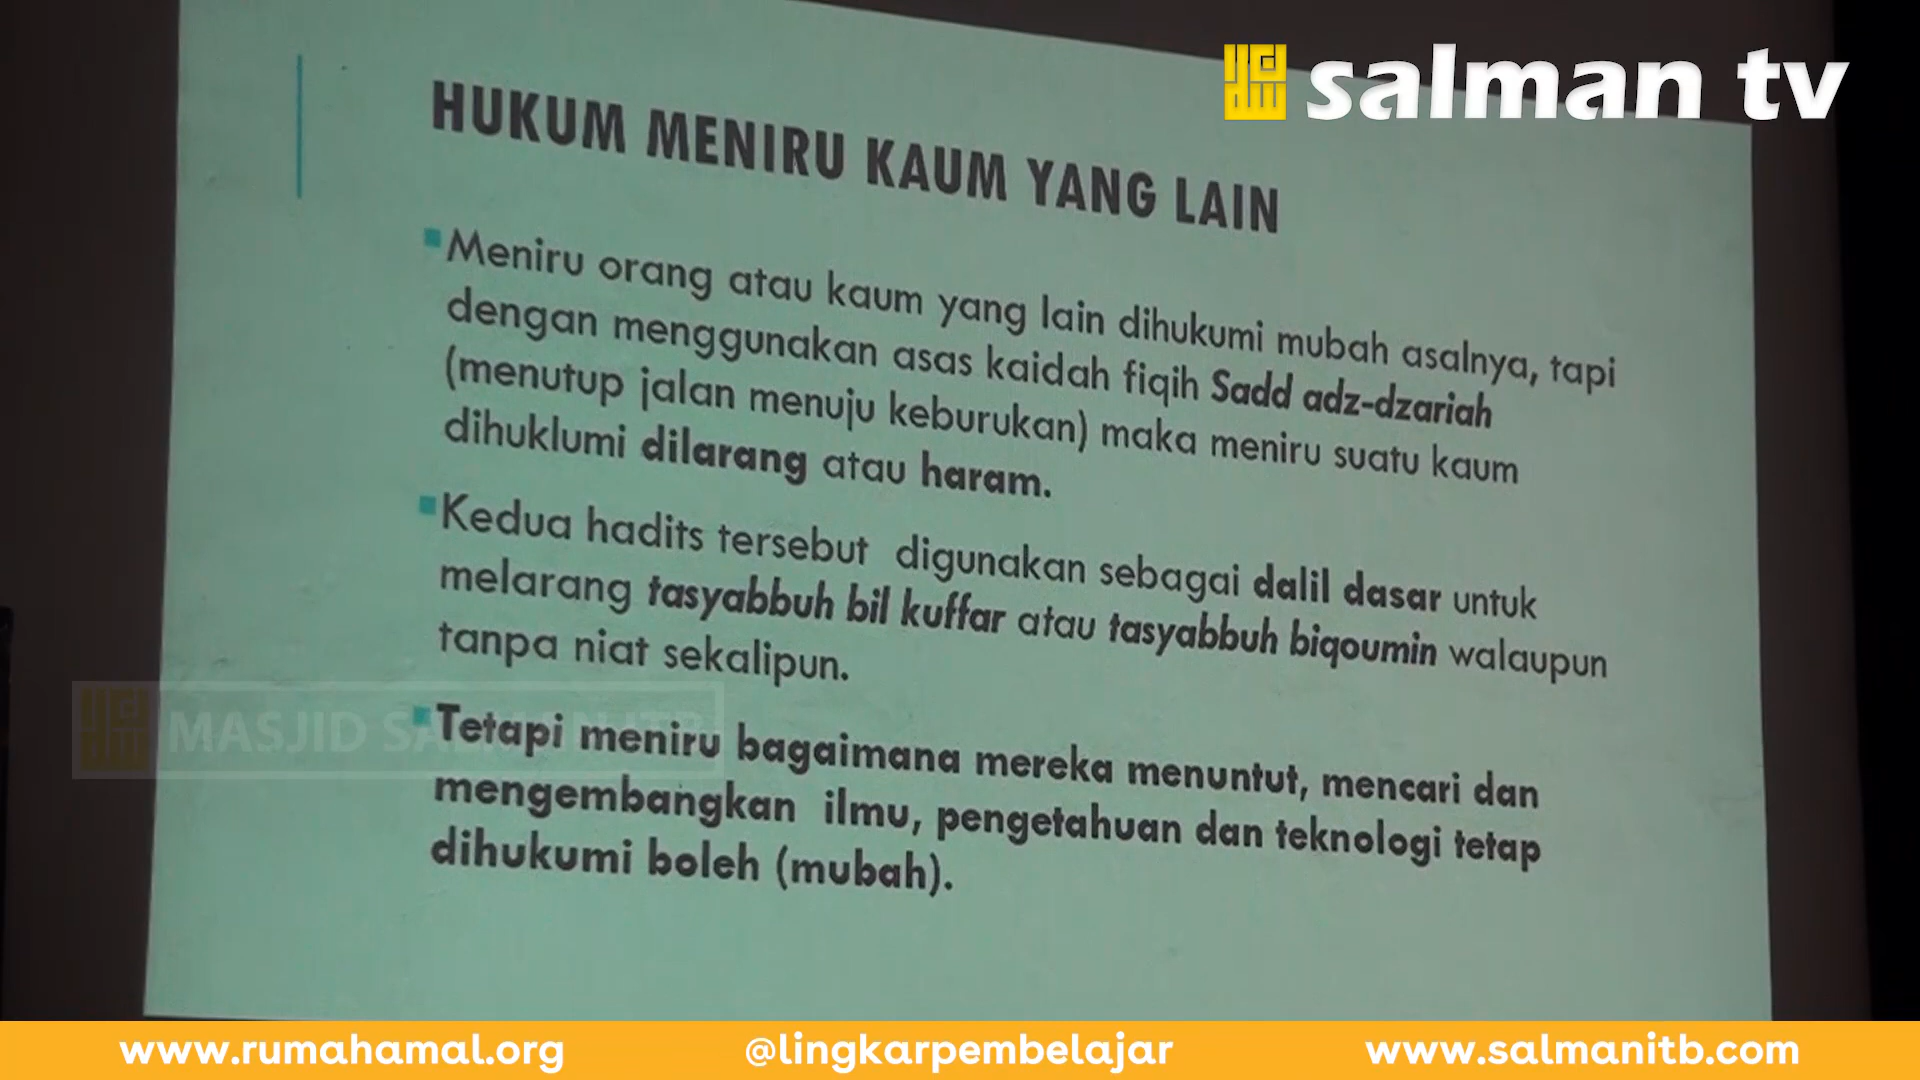 salman tv
HUKUM MENIRU KAUM YANG LAIN
Meniru orang atau kaum yang lain dihukumi mubah asalnya, tapi
dengan menggunakan asas kaidah fiqih Sadd adz-dzariah
(menutup jalan menuju keburukan) maka meniru suatu kaum
dihuklumi dilarang atau haram.
Kedua hadits tersebut digunakan sebagai dalil dasar untuk
melarang tasyabbuh bil kuffar atau tasyabbuh biqoumin walaupun
tanpa niat sekalipun.
MASJID SALMAN ITB
Tetapi meniru bagaimana mereka menuntut, mencari dan
mengembangkan ilmu, pengetahuan dan teknologi tetap
dihukumi boleh (mubah).
www.rumahamal.org
@lingkarpembelajar
www.salmanitb.com